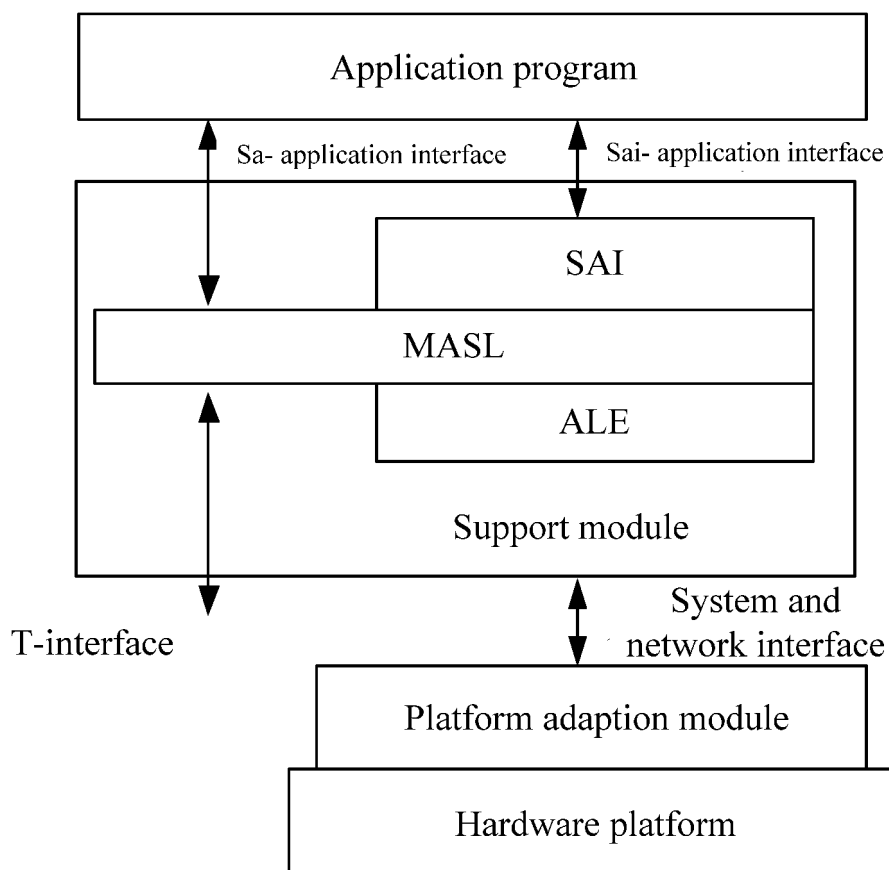 Application program
Sa- application interface
Sai- application interface
SAI
MASL
ALE
Support module
T-interface
System and
network interface
Platform adaption module
Hardware platform